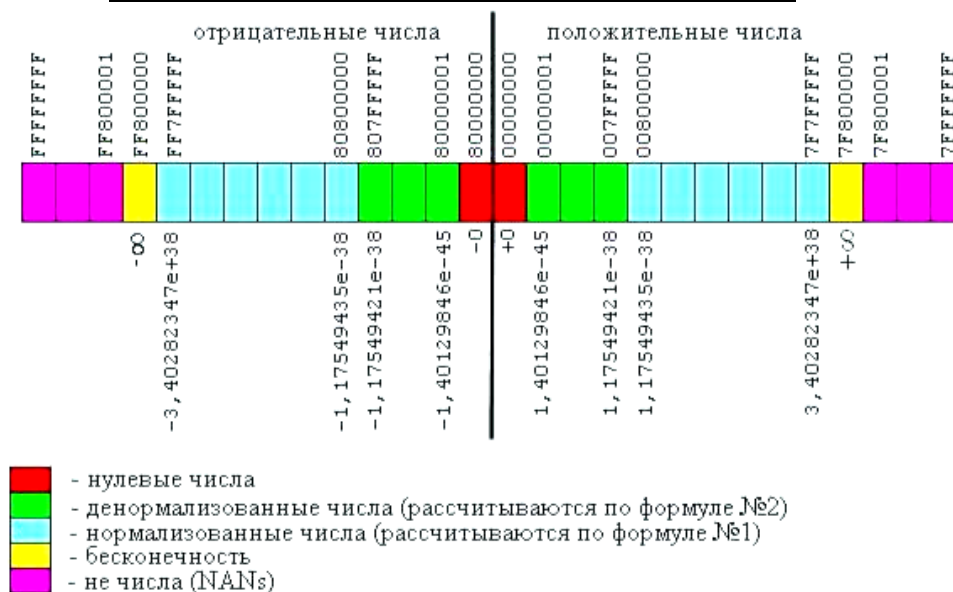 отрицательные числа
положительные числа
FFFFFFFF
FF800001
FF800000
FF7FFFFF
80800000
807FFFFF
80000001
80000000
00000000
00000001
007FFFFF
00800000
7F7FFFFF
7F800000
7F800001
-∞
-3,40282347e+38
-1,17549435e-38
-1,17549421e-38
-1,40129846e-45
-0
+0
1,40129846e-45
1,17549421e-38
1,17549435e-38
3,40282347e+38
+∞
- нулевые числа
- денормализованные числа (рассчитываются по формуле №2)
- нормализованные числа (рассчитываются по формуле №1)
- бесконечность
- не числа (NANs)